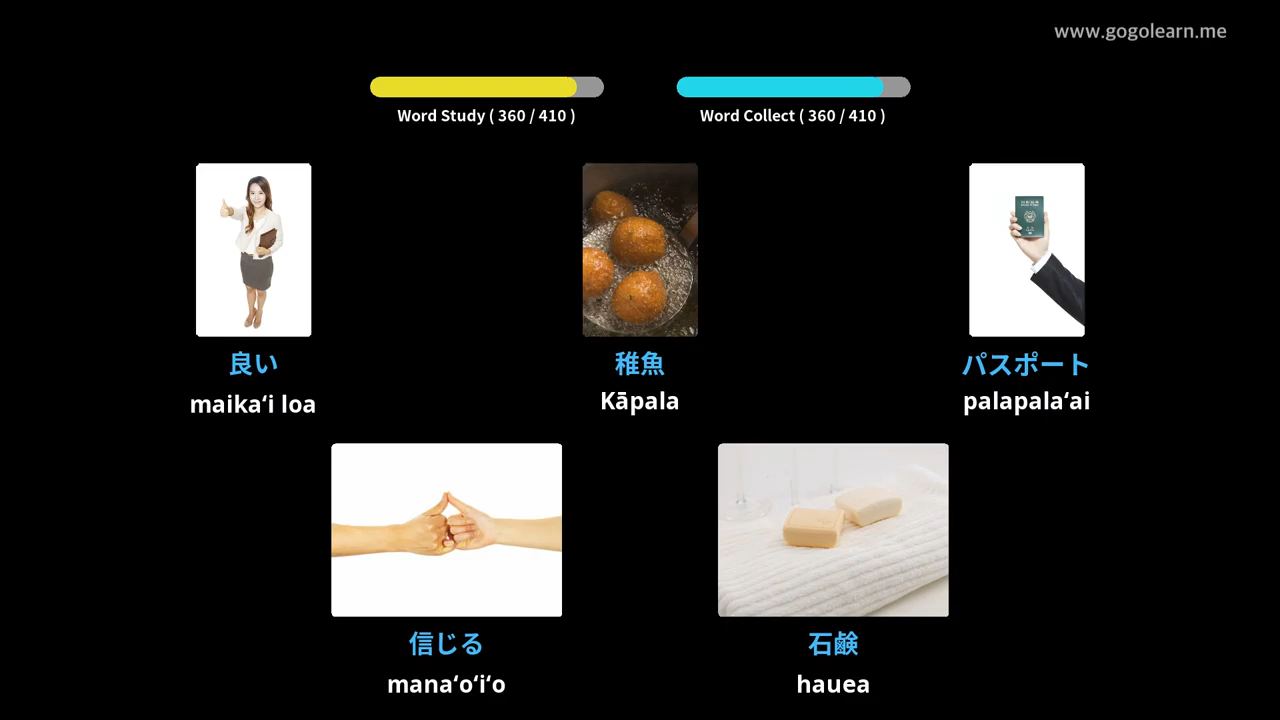 www.gogolearn.me
Word Study ( 360 / 410 )
Word Collect ( 360 / 410 )
良い
maikaʻi loa
稚魚
Kāpala
パスポート
palapalaʻai
信じる
manaʻoʻiʻo
石鹸
hauea